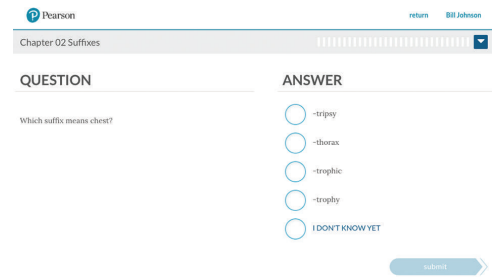 Pearson
return Bill Johnson
Chapter 02 Suffixes
QUESTION
Which suffix means chest?
ANSWER
-tripsy
-thorax
-trophic
-trophy
I DON'T KNOW YET
submit